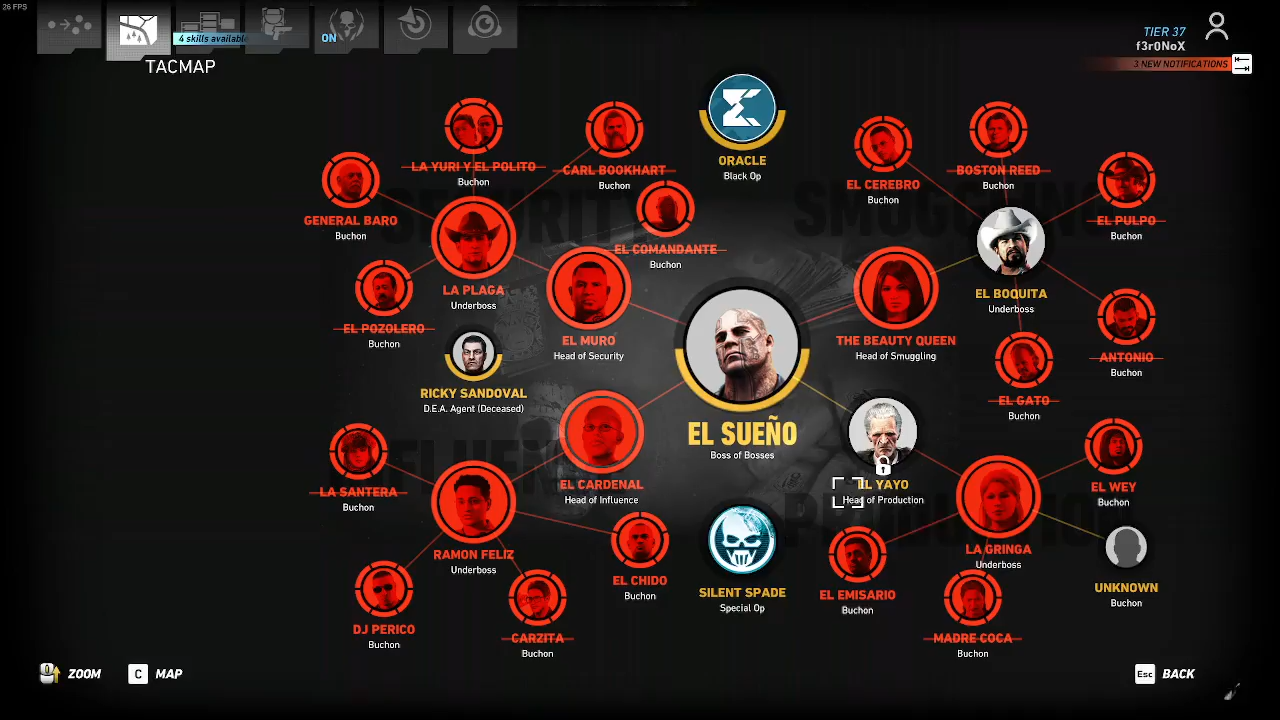 26 FPS
4 skills available
ON
TACMAP
TIER 37
f3r0NoX
3 NEW NOTIFICATIONS
SECURITY
SMUGGLING
INFLUENCE
PRODUCTION
LA YURI Y EL POLITO
Buchon
CARL BOOKHART
Buchon
ORACLE
Black Op
EL CEREBRO
Buchon
BOSTON REED
Buchon
GENERAL BARO
Buchon
EL COMANDANTE
Buchon
EL PULPO
Buchon
LA PLAGA
Underboss
EL BOQUITA
Underboss
EL POZOLERO
Buchon
EL MURO
Head of Security
THE BEAUTY QUEEN
Head of Smuggling
ANTONIO
Buchon
RICKY SANDOVAL
D.E.A. Agent (Deceased)
EL GATO
Buchon
EL SUEÑO
Boss of Bosses
LA SANTERA
Buchon
EL CARDENAL
Head of Influence
EL YAYO
Head of Production
EL WEY
Buchon
RAMON FELIZ
Underboss
LA GRINGA
Underboss
EL CHIDO
Buchon
SILENT SPADE
Special Op
EL EMISARIO
Buchon
UNKNOWN
Buchon
DJ PERICO
Buchon
CARZITA
Buchon
MADRE COCA
Buchon
ZOOM
C MAP
Esc BACK